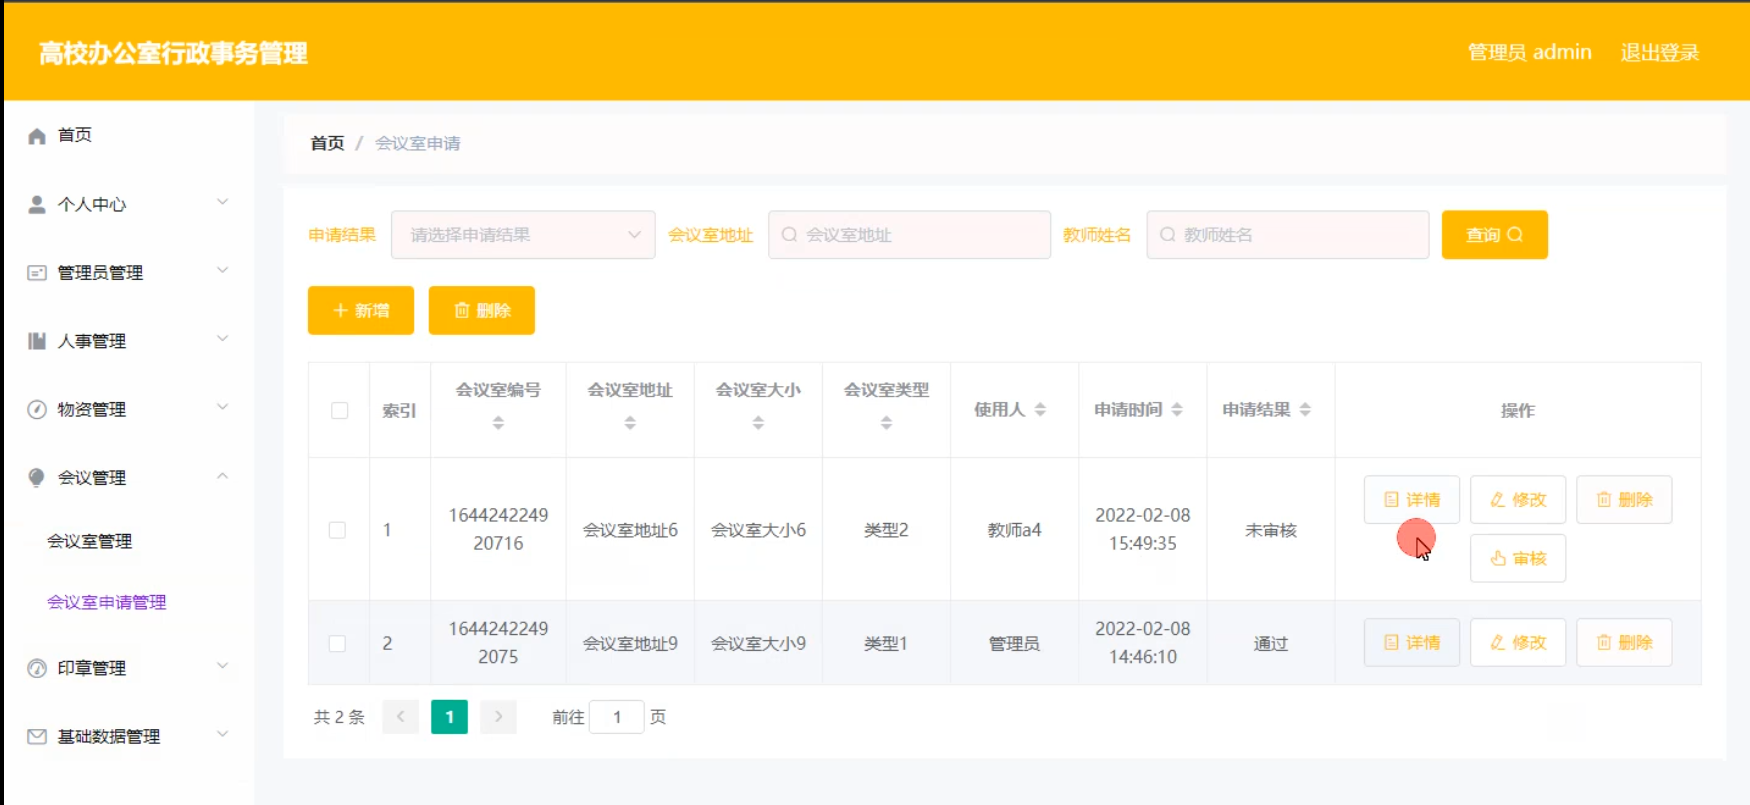 高校办公室行政事务管理
管理员 admin
退出登录
首页
个人中心
管理员管理
人事管理
物资管理
会议管理
会议室管理
会议室申请管理
印章管理
基础数据管理
首页 / 会议室申请
申请结果 请选择申请结果 会议室地址 会议室地址 教师姓名 教师姓名 查询
新增 删除
索引 会议室编号 会议室地址 会议室大小 会议室类型 使用人 申请时间 申请结果 操作
1 1644242249 会议室地址6 会议室大小6 类型2 教师a4 2022-02-08 未审核 详情 修改 删除
20716 15:49:35 审核
2 1644242249 会议室地址9 会议室大小9 类型1 管理员 2022-02-08 通过 详情 修改 删除
2075 14:46:10
共 2 条 1 前往 1 页